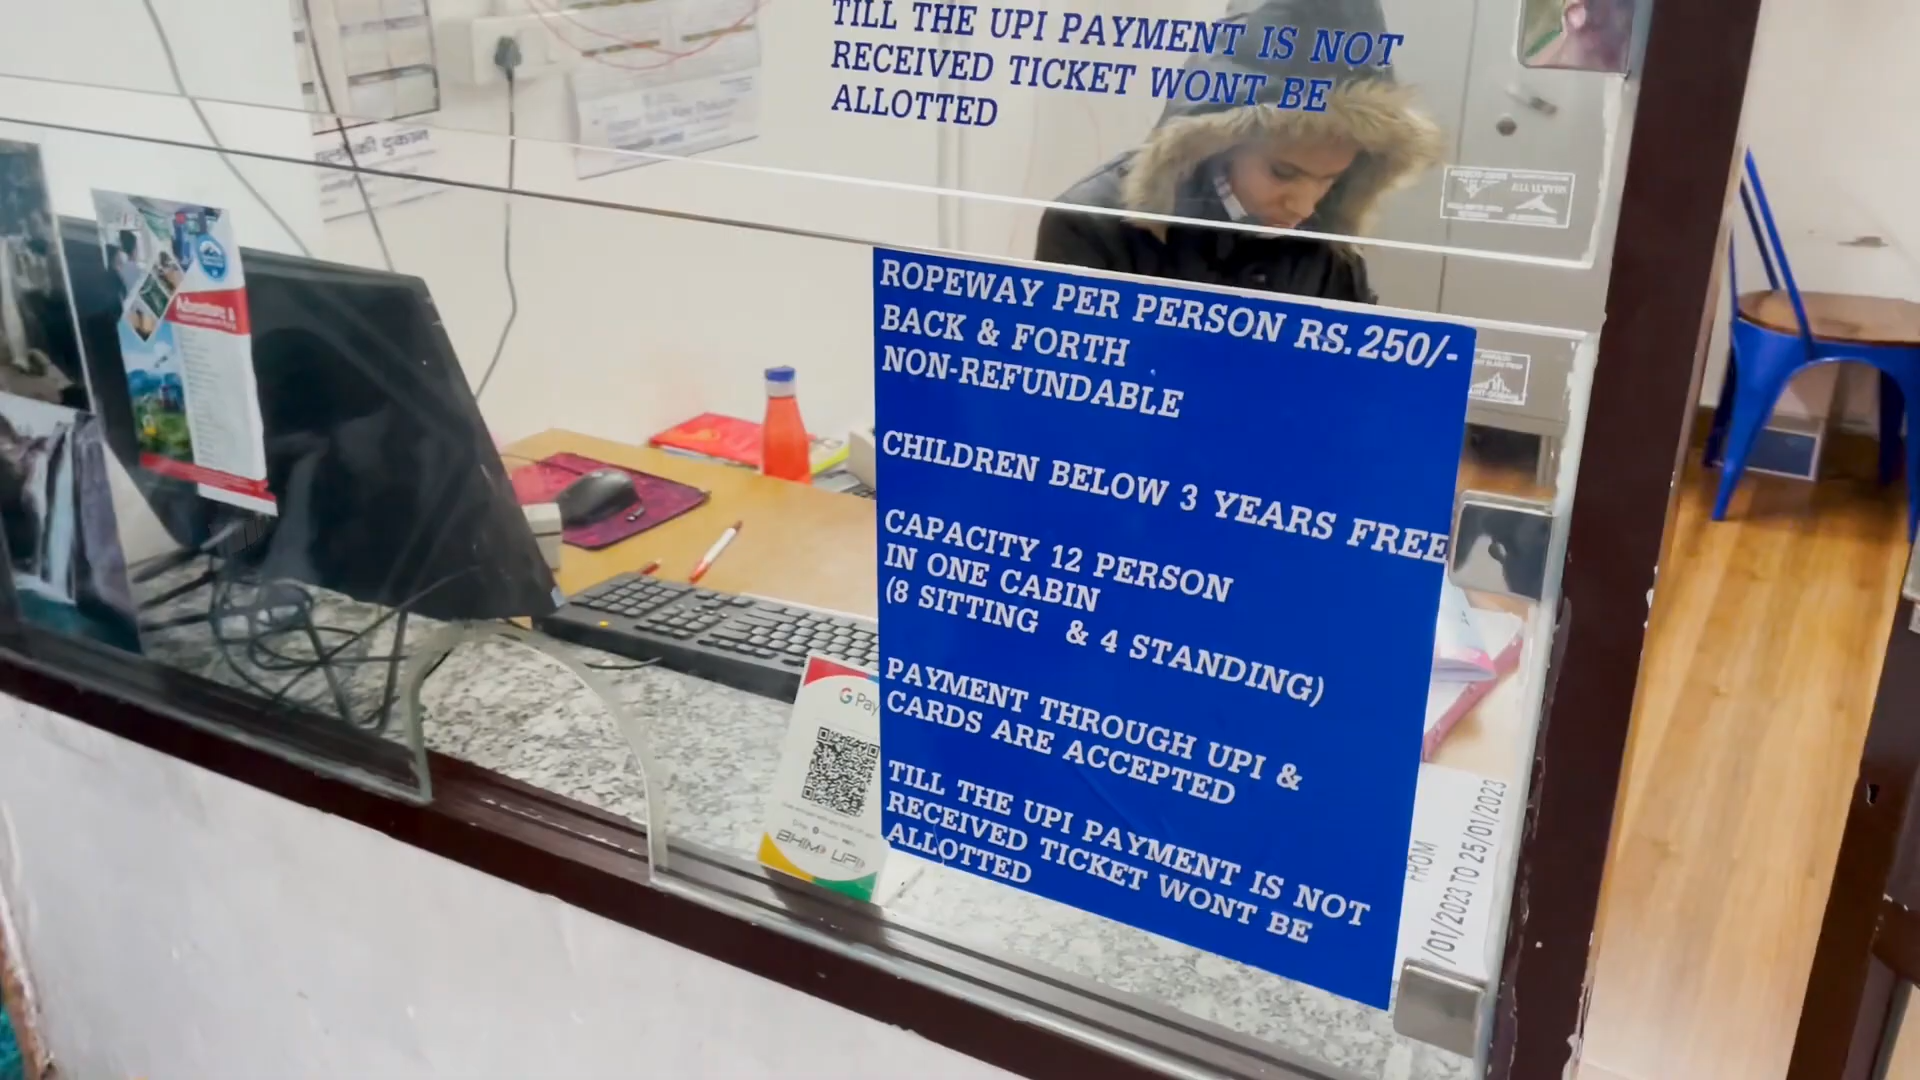 TILL THE UPI PAYMENT IS NOT
RECEIVED TICKET WONT BE
ALLOTTED
की दुकान
Adventure &
ROPEWAY PER PERSON RS.250/-
BACK & FORTH
NON-REFUNDABLE
CHILDREN BELOW 3 YEARS FREE
CAPACITY 12 PERSON
IN ONE CABIN
(8 SITTING & 4 STANDING)
PAYMENT THROUGH UPI &
CARDS ARE ACCEPTED
TILL THE UPI PAYMENT IS NOT
RECEIVED TICKET WONT BE
ALLOTTED
G Pay
BHIM UPI
FROM
/01/2023 TO 25/01/2023